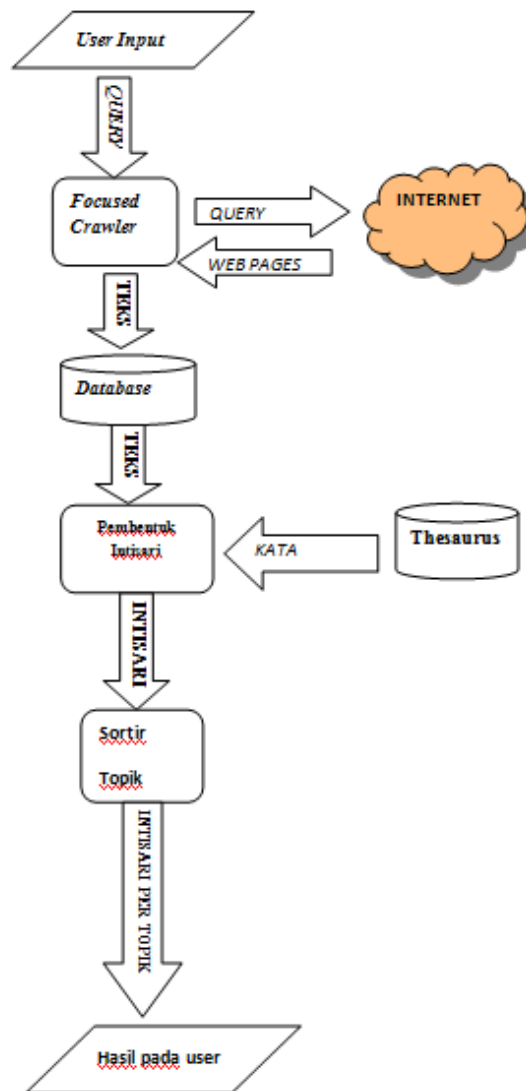 User Input
QUERY
Focused
Crawler
QUERY
INTERNET
WEB PAGES
TEKS
Database
TEKS
Pembentuk
Intisari
KATA
Thesaurus
INTISARI
Sortir
Topik
INTISARI PER TOPIK
Hasil pada user